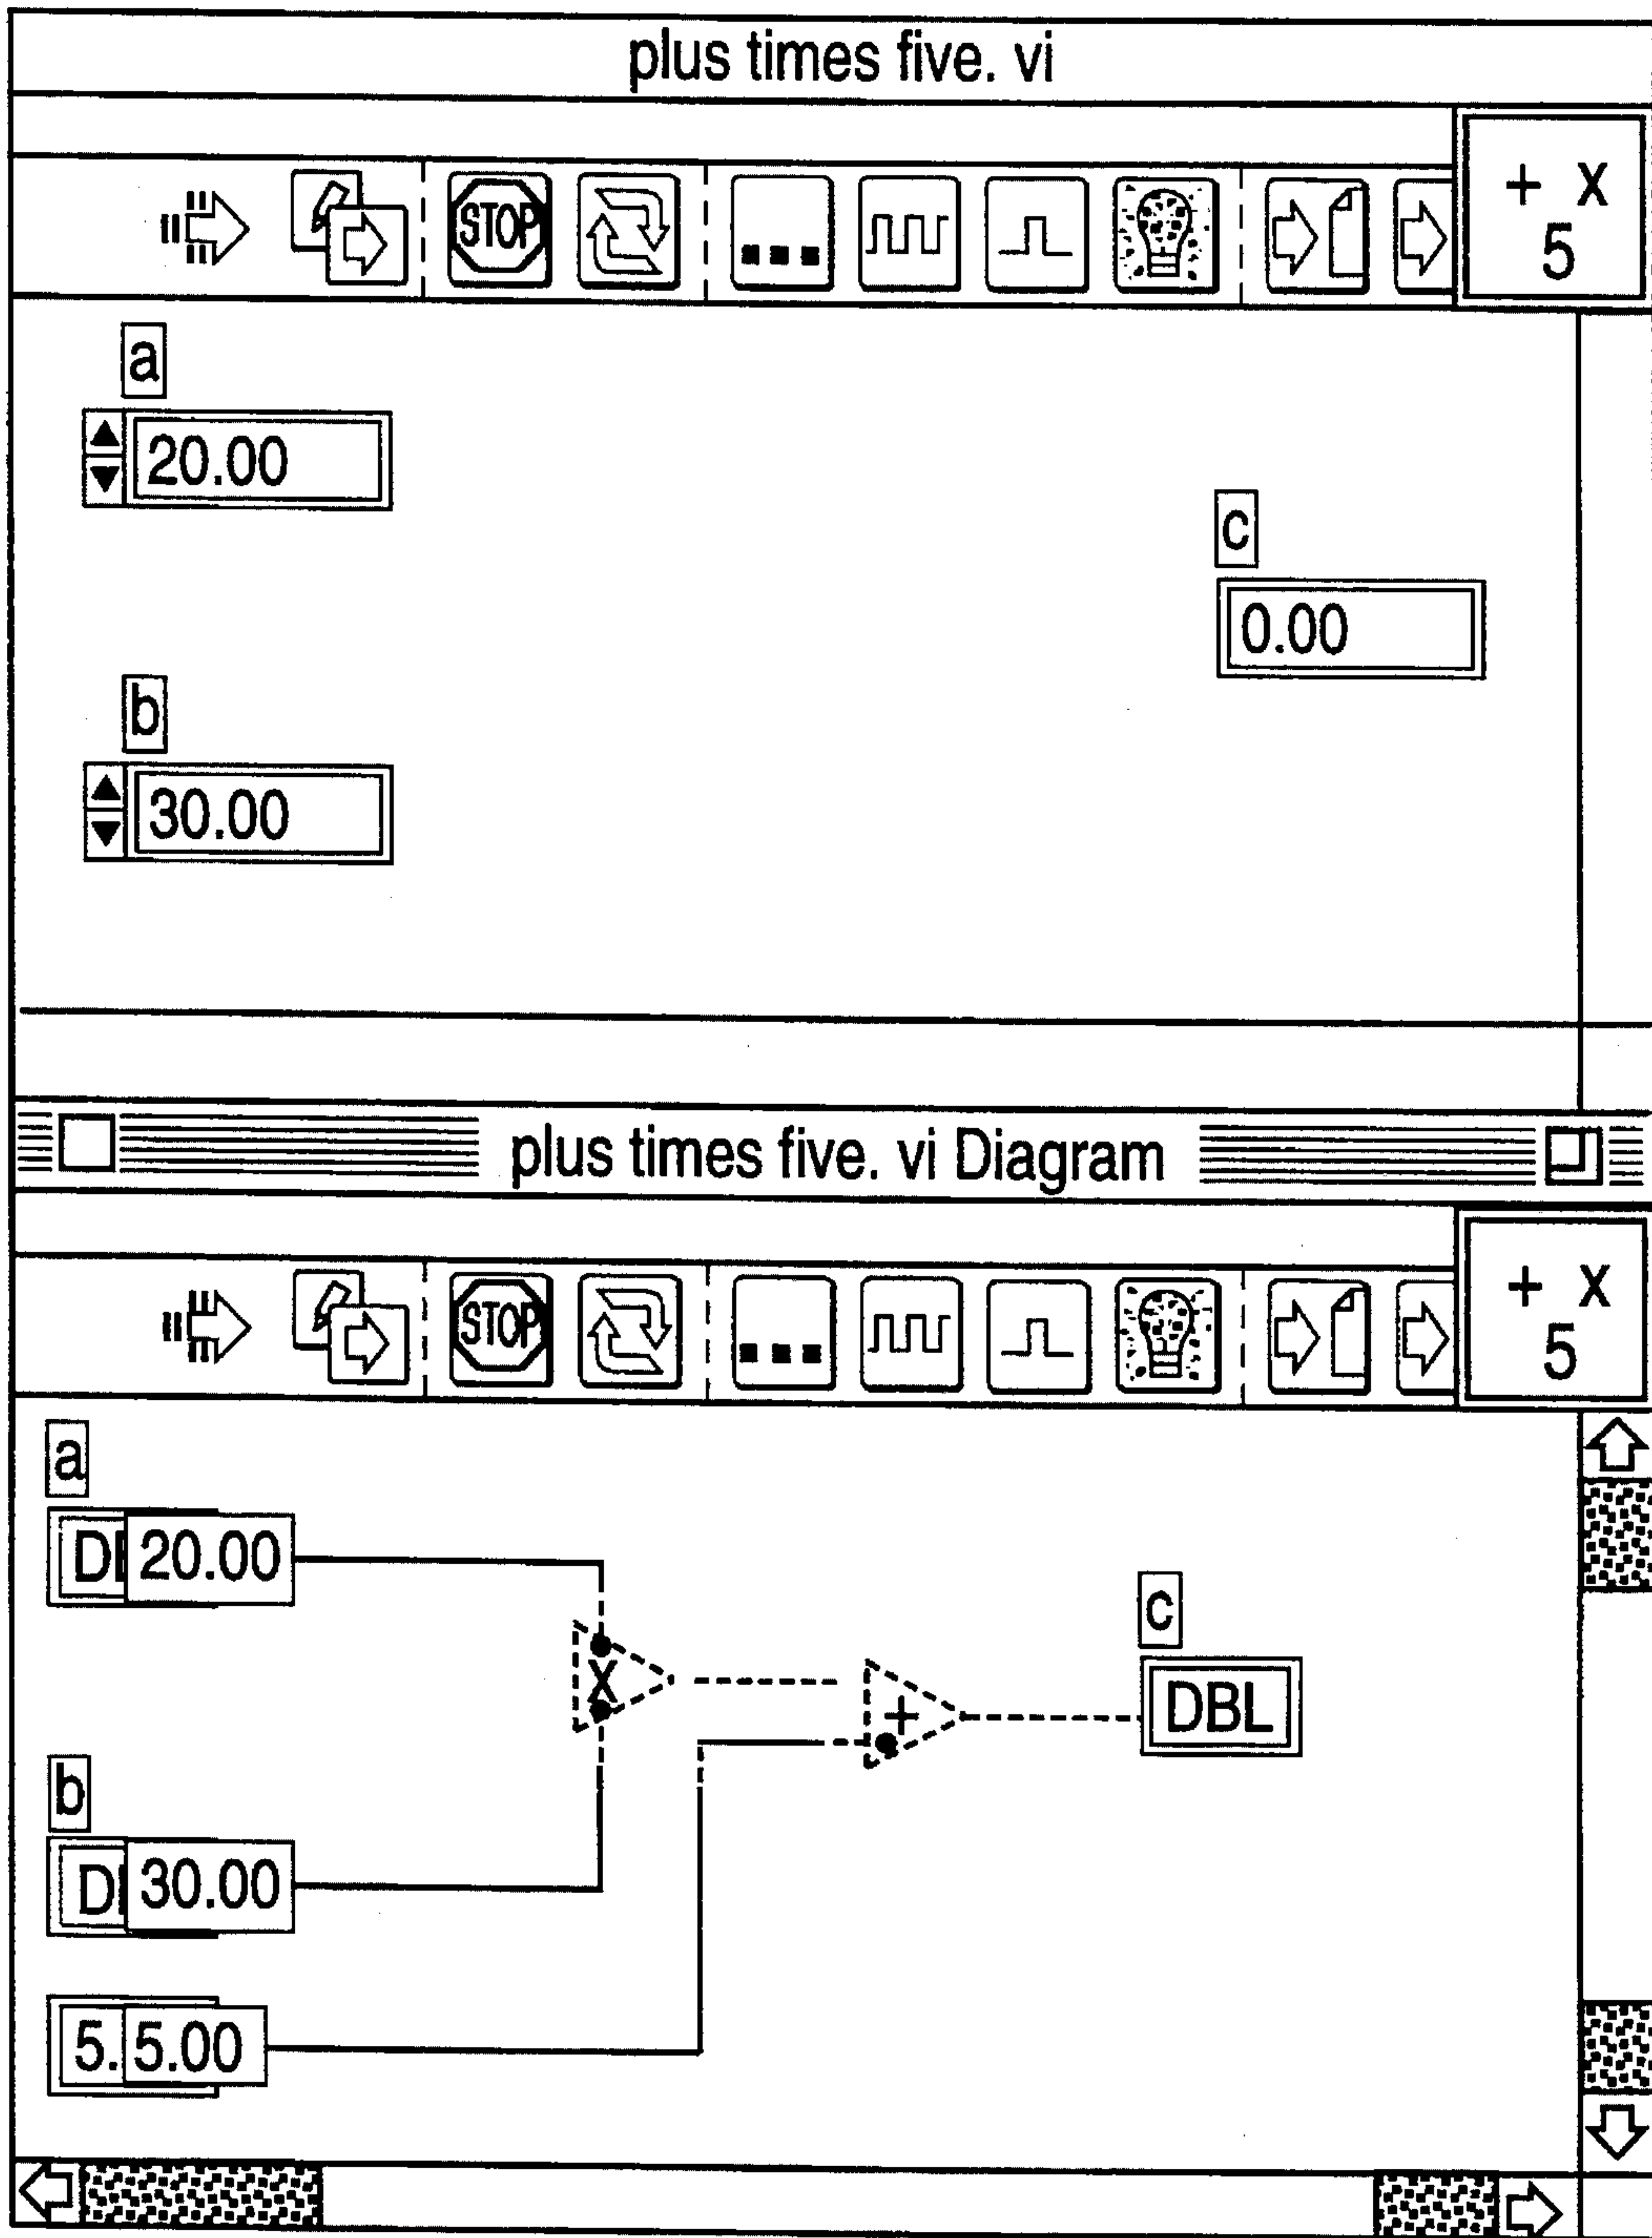 plus times five. vi
STOP
+ x
5
a
20.00
c
0.00
b
30.00
plus times five. vi Diagram
STOP
+ x
5
a
20.00
c
X
+
DBL
b
30.00
5. 5.00